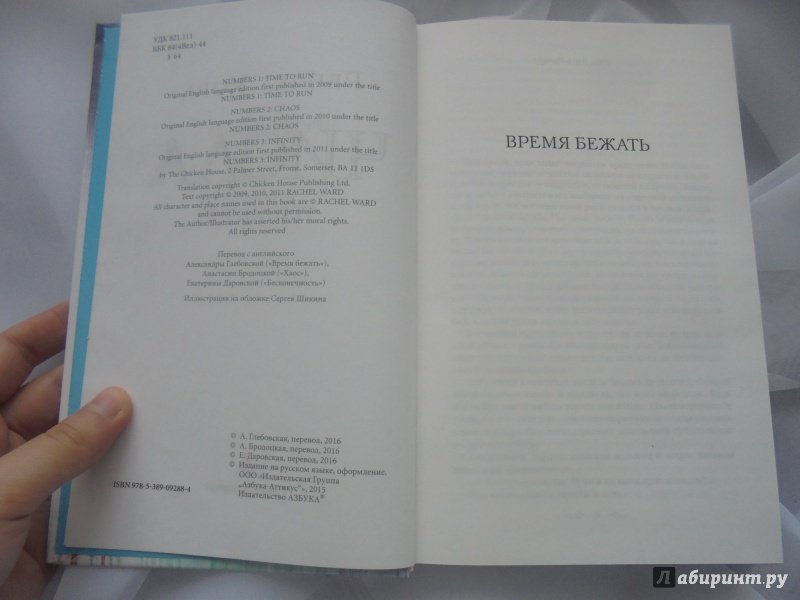 УДК 821.111
ББК 84(4Вел)-44
У 64
NUMBERS 1: TIME TO RUN
Original English language edition first published in 2009 under the title
NUMBERS 1: TIME TO RUN
NUMBERS 2: CHAOS
Original English language edition first published in 2010 under the title
NUMBERS 2: CHAOS
NUMBERS 3: INFINITY
Original English language edition first published in 2011 under the title
NUMBERS 3: INFINITY
by The Chicken House, 2 Palmer Street, Frome, Somerset, BA 11 1DS
Translation copyright © Chicken House Publishing Ltd.
Text copyright © 2009, 2010, 2011 RACHEL WARD
All character and place names used in this book are © RACHEL WARD
and cannot be used without permission.
The Author/Illustrator has asserted his/her moral rights.
All rights reserved
Перевод с английского
Александры Глебовской («Время бежать»),
Анастасии Бродоцкой («Хаос»),
Екатерины Даровской («Бесконечность»)
Иллюстрация на обложке Сергея Шикина
© А. Глебовская, перевод, 2016
© А. Бродоцкая, перевод, 2016
© Е. Даровская, перевод, 2016
© Издание на русском языке, оформление.
ООО «Издательская Группа
„Азбука-Аттикус“», 2015
Издательство АЗБУКА®
ISBN 978-5-389-09288-4
ВРЕМЯ БЕЖАТЬ
Лабиринт.ру